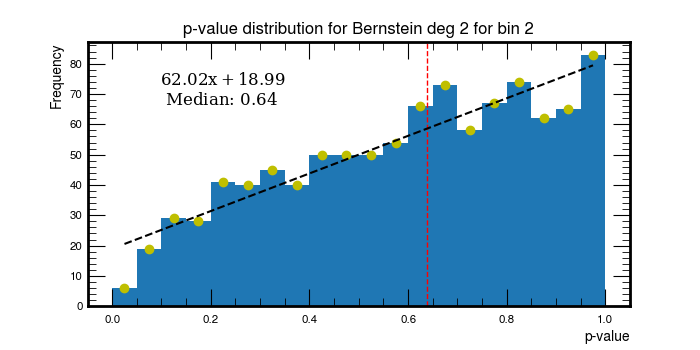 p-value distribution for Bernstein deg 2 for bin 2
Frequency
80
70
60
50
40
30
20
10
0
62.02x + 18.99
Median: 0.64
0.0 0.2 0.4 0.6 0.8 1.0
p-value